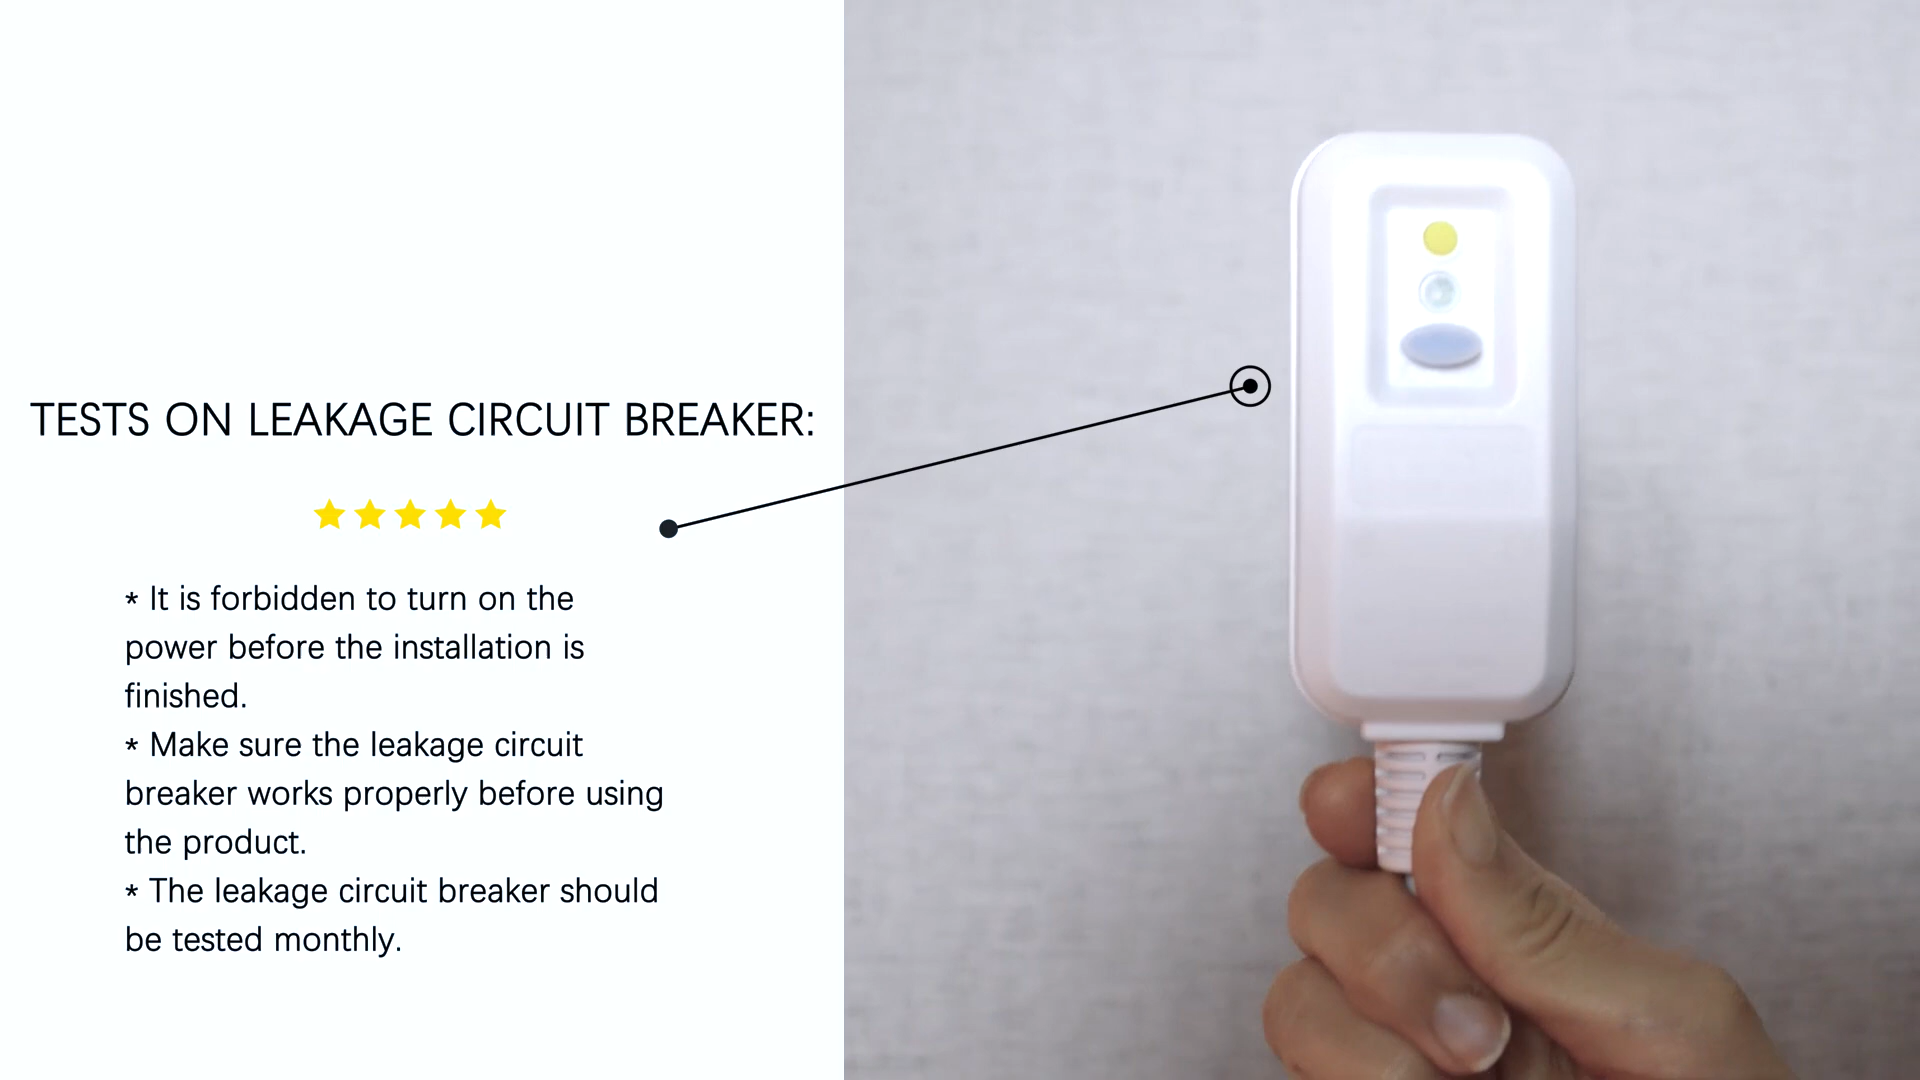 TESTS ON LEAKAGE CIRCUIT BREAKER:
* It is forbidden to turn on the
power before the installation is
finished.
* Make sure the leakage circuit
breaker works properly before using
the product.
* The leakage circuit breaker should
be tested monthly.